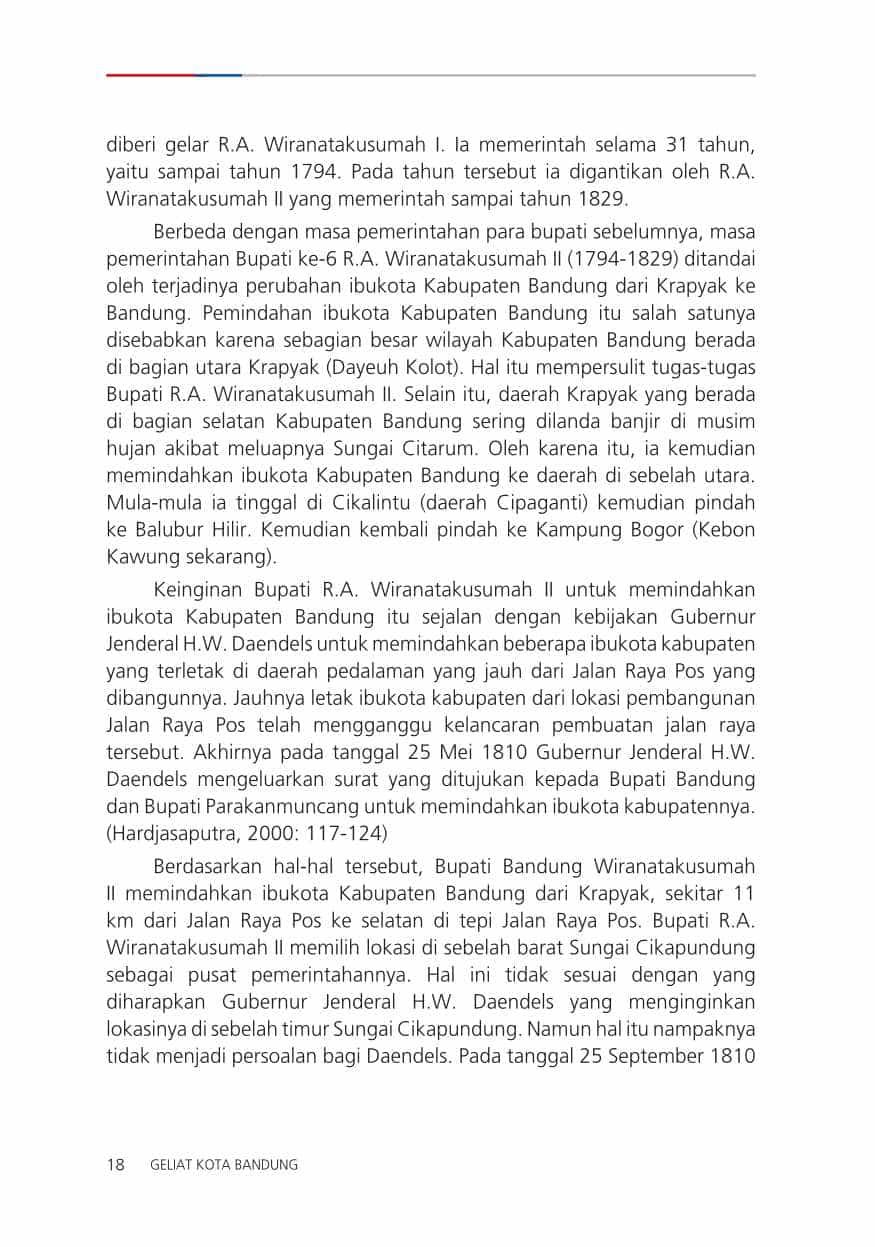 diberi gelar R.A. Wiranatakusumah I. Ia memerintah selama 31 tahun,
yaitu sampai tahun 1794. Pada tahun tersebut ia digantikan oleh R.A.
Wiranatakusumah II yang memerintah sampai tahun 1829.
Berbeda dengan masa pemerintahan para bupati sebelumnya, masa
pemerintahan Bupati ke-6 R.A. Wiranatakusumah II (1794-1829) ditandai
oleh terjadinya perubahan ibukota Kabupaten Bandung dari Krapyak ke
Bandung. Pemindahan ibukota Kabupaten Bandung itu salah satunya
disebabkan karena sebagian besar wilayah Kabupaten Bandung berada
di bagian utara Krapyak (Dayeuh Kolot). Hal itu mempersulit tugas-tugas
Bupati R.A. Wiranatakusumah II. Selain itu, daerah Krapyak yang berada
di bagian selatan Kabupaten Bandung sering dilanda banjir di musim
hujan akibat meluapnya Sungai Citarum. Oleh karena itu, ia kemudian
memindahkan ibukota Kabupaten Bandung ke daerah di sebelah utara.
Mula-mula ia tinggal di Cikalintu (daerah Cipaganti) kemudian pindah
ke Balubur Hilir. Kemudian kembali pindah ke Kampung Bogor (Kebon
Kawung sekarang).
Keinginan Bupati R.A. Wiranatakusumah II untuk memindahkan
ibukota Kabupaten Bandung itu sejalan dengan kebijakan Gubernur
Jenderal H.W. Daendels untuk memindahkan beberapa ibukota kabupaten
yang terletak di daerah pedalaman yang jauh dari Jalan Raya Pos yang
dibangunnya. Jauhnya letak ibukota kabupaten dari lokasi pembangunan
Jalan Raya Pos telah mengganggu kelancaran pembuatan jalan raya
tersebut. Akhirnya pada tanggal 25 Mei 1810 Gubernur Jenderal H.W.
Daendels mengeluarkan surat yang ditujukan kepada Bupati Bandung
dan Bupati Parakanmuncang untuk memindahkan ibukota kabupatennya.
(Hardjasaputra, 2000: 117-124)
Berdasarkan hal-hal tersebut, Bupati Bandung Wiranatakusumah
II memindahkan ibukota Kabupaten Bandung dari Krapyak, sekitar 11
km dari Jalan Raya Pos ke selatan di tepi Jalan Raya Pos. Bupati R.A.
Wiranatakusumah II memilih lokasi di sebelah barat Sungai Cikapundung
sebagai pusat pemerintahannya. Hal ini tidak sesuai dengan yang
diharapkan Gubernur Jenderal H.W. Daendels yang menginginkan
lokasinya di sebelah timur Sungai Cikapundung. Namun hal itu nampaknya
tidak menjadi persoalan bagi Daendels. Pada tanggal 25 September 1810
18 GELIAT KOTA BANDUNG